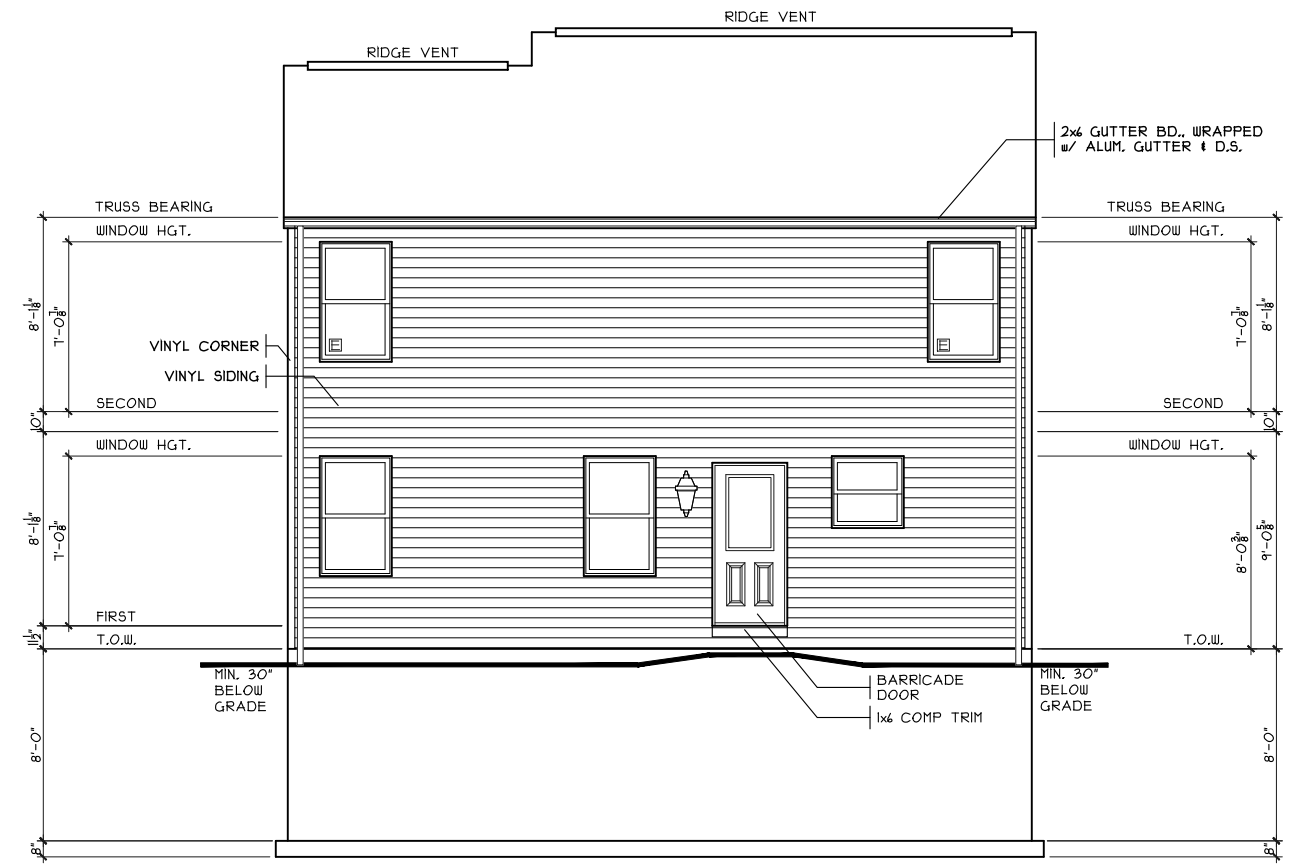 RIDGE VENT
RIDGE VENT
2x6 GUTTER BD., WRAPPED
w/ ALUM. GUTTER & D.S.
TRUSS BEARING
TRUSS BEARING
WINDOW HGT.
WINDOW HGT.
8'-1 1/8"
7'-0 7/8"
7'-0 7/8"
8'-1 1/8"
E
E
VINYL CORNER
VINYL SIDING
SECOND
SECOND
10"
10"
WINDOW HGT.
WINDOW HGT.
8'-1 1/8"
7'-0 7/8"
8'-0 3/8"
9'-0 5/8"
FIRST
11 1/2"
T.O.W.
T.O.W.
MIN. 30"
BELOW
GRADE
BARRICADE
DOOR
1x6 COMP TRIM
MIN. 30"
BELOW
GRADE
8'-0"
8'-0"
8"
8"